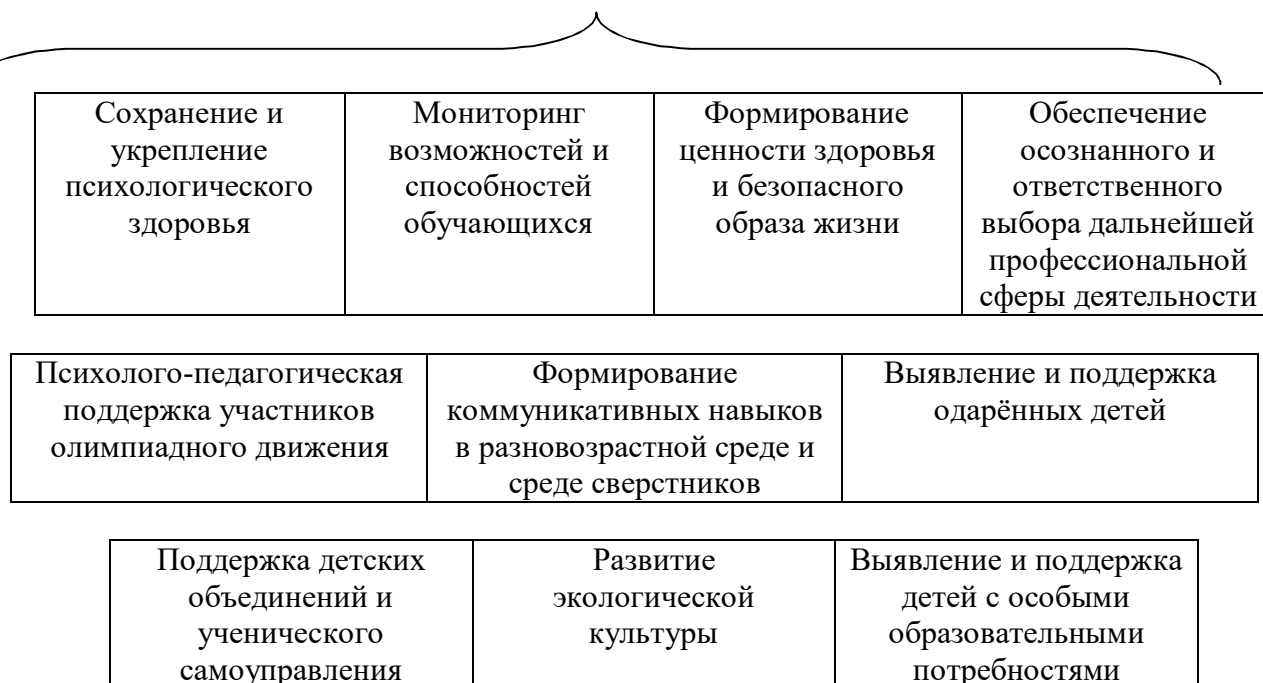 Сохранение и
укрепление
психологического
здоровья
Мониторинг
возможностей и
способностей
обучающихся
Формирование
ценности здоровья
и безопасного
образа жизни
Обеспечение
осознанного и
ответственного
выбора дальнейшей
профессиональной
сферы деятельности
Психолого-педагогическая
поддержка участников
олимпиадного движения
Формирование
коммуникативных навыков
в разновозрастной среде и
среде сверстников
Выявление и поддержка
одарённых детей
Поддержка детских
объединений и
ученического
самоуправления
Развитие
экологической
культуры
Выявление и поддержка
детей с особыми
образовательными
потребностями